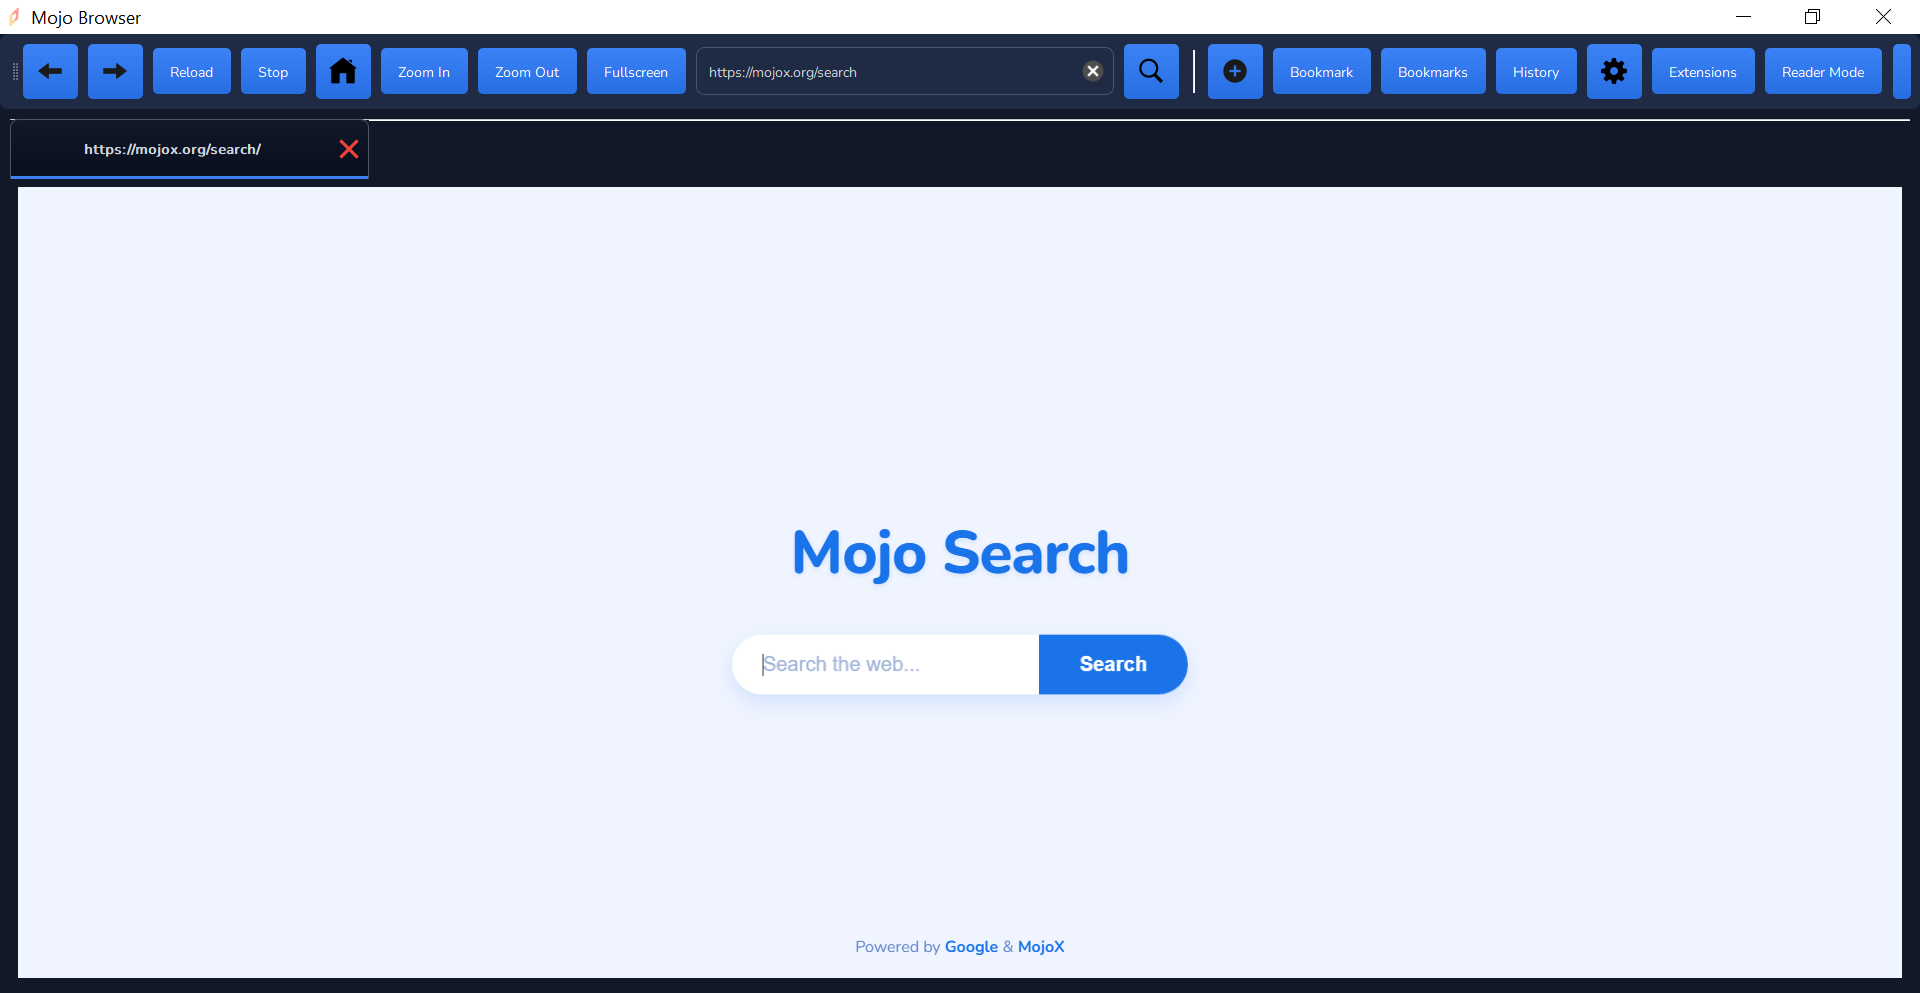 Mojo Browser
Reload Stop Zoom In Zoom Out Fullscreen https://mojox.org/search Bookmark Bookmarks History Extensions Reader Mode
https://mojox.org/search/
Mojo Search
Search the web... Search
Powered by Google & MojoX